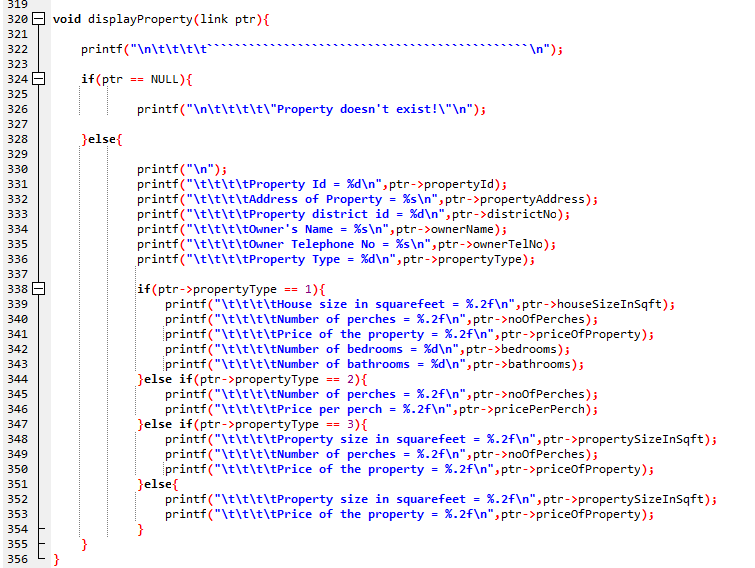 319
320 void displayProperty(link ptr){
321
322 printf("\n\t\t\t\t``````````````````````````````````````````````\n");
323
324 if(ptr == NULL){
325
326 printf("\n\t\t\t\t\"Property doesn't exist!\"\n");
327
328 }else{
329
330 printf("\n");
331 printf("\t\t\t\tProperty Id = %d\n",ptr->propertyId);
332 printf("\t\t\t\tAddress of Property = %s\n",ptr->propertyAddress);
333 printf("\t\t\t\tProperty district id = %d\n",ptr->districtNo);
334 printf("\t\t\t\tOwner's Name = %s\n",ptr->ownerName);
335 printf("\t\t\t\tOwner Telephone No = %s\n",ptr->ownerTelNo);
336 printf("\t\t\t\tProperty Type = %d\n",ptr->propertyType);
337
338 if(ptr->propertyType == 1){
339 printf("\t\t\t\tHouse size in squarefeet = %.2f\n",ptr->houseSizeInSqft);
340 printf("\t\t\t\tNumber of perches = %.2f\n",ptr->noOfPerches);
341 printf("\t\t\t\tPrice of the property = %.2f\n",ptr->priceOfProperty);
342 printf("\t\t\t\tNumber of bedrooms = %d\n",ptr->bedrooms);
343 printf("\t\t\t\tNumber of bathrooms = %d\n",ptr->bathrooms);
344 }else if(ptr->propertyType == 2){
345 printf("\t\t\t\tNumber of perches = %.2f\n",ptr->noOfPerches);
346 printf("\t\t\t\tPrice per perch = %.2f\n",ptr->pricePerPerch);
347 }else if(ptr->propertyType == 3){
348 printf("\t\t\t\tProperty size in squarefeet = %.2f\n",ptr->propertySizeInSqft);
349 printf("\t\t\t\tNumber of perches = %.2f\n",ptr->noOfPerches);
350 printf("\t\t\t\tPrice of the property = %.2f\n",ptr->priceOfProperty);
351 }else{
352 printf("\t\t\t\tProperty size in squarefeet = %.2f\n",ptr->propertySizeInSqft);
353 printf("\t\t\t\tPrice of the property = %.2f\n",ptr->priceOfProperty);
354 }
355 }
356 }